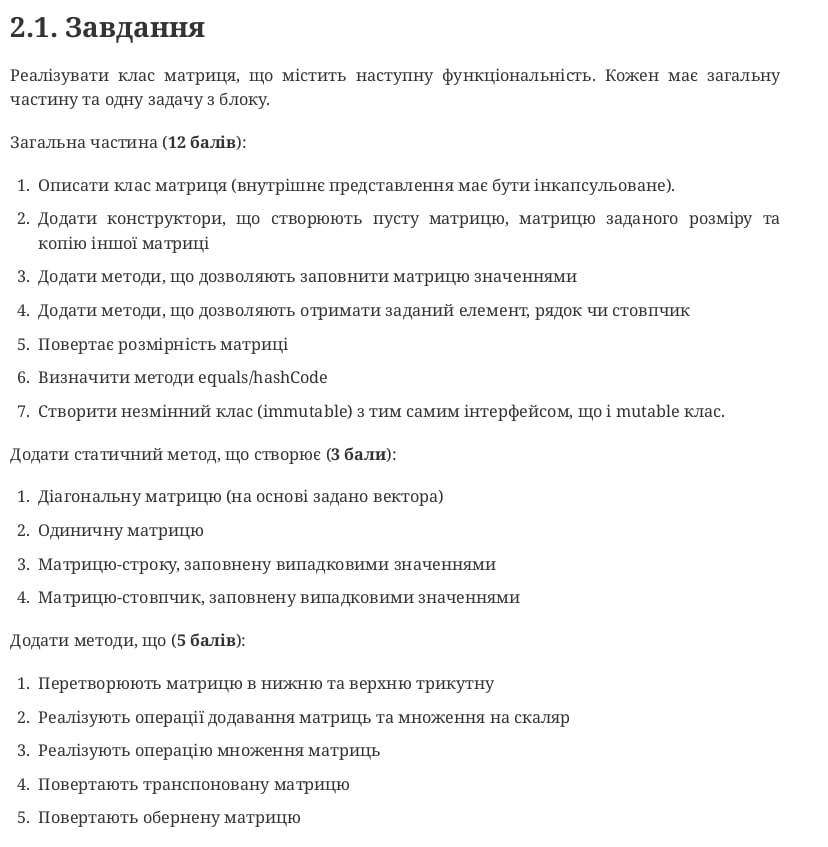 2.1. Завдання
Реалізувати клас матриця, що містить наступну функціональність. Кожен має загальну
частину та одну задачу з блоку.
Загальна частина (12 балів):
1. Описати клас матриця (внутрішнє представлення має бути інкапсульоване).
2. Додати конструктори, що створюють пусту матрицю, матрицю заданого розміру та
копію іншої матриці
3. Додати методи, що дозволяють заповнити матрицю значеннями
4. Додати методи, що дозволяють отримати заданий елемент, рядок чи стовпчик
5. Повертає розмірність матриці
6. Визначити методи equals/hashCode
7. Створити незмінний клас (immutable) з тим самим інтерфейсом, що і mutable клас.
Додати статичний метод, що створює (3 бали):
1. Діагональну матрицю (на основі задано вектора)
2. Одиничну матрицю
3. Матрицю-строку, заповнену випадковими значеннями
4. Матрицю-стовпчик, заповнену випадковими значеннями
Додати методи, що (5 балів):
1. Перетворюють матрицю в нижню та верхню трикутну
2. Реалізують операції додавання матриць та множення на скаляр
3. Реалізують операцію множення матриць
4. Повертають транспоновану матрицю
5. Повертають обернену матрицю